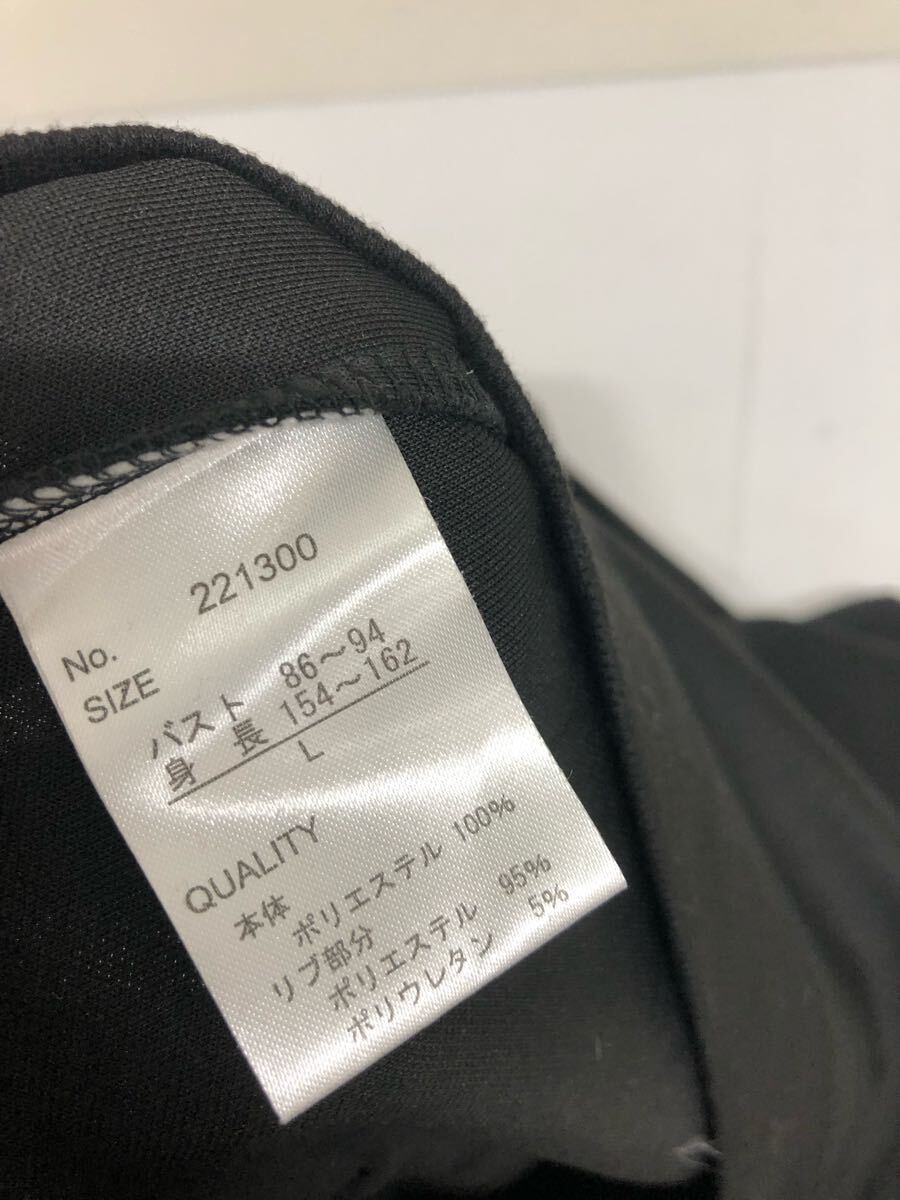 No. 221300
SIZE
バスト 86～94
身 長 154～162
L
QUALITY
本体
ポリエステル 100%
リブ部分
ポリエステル 95%
ポリウレタン 5%